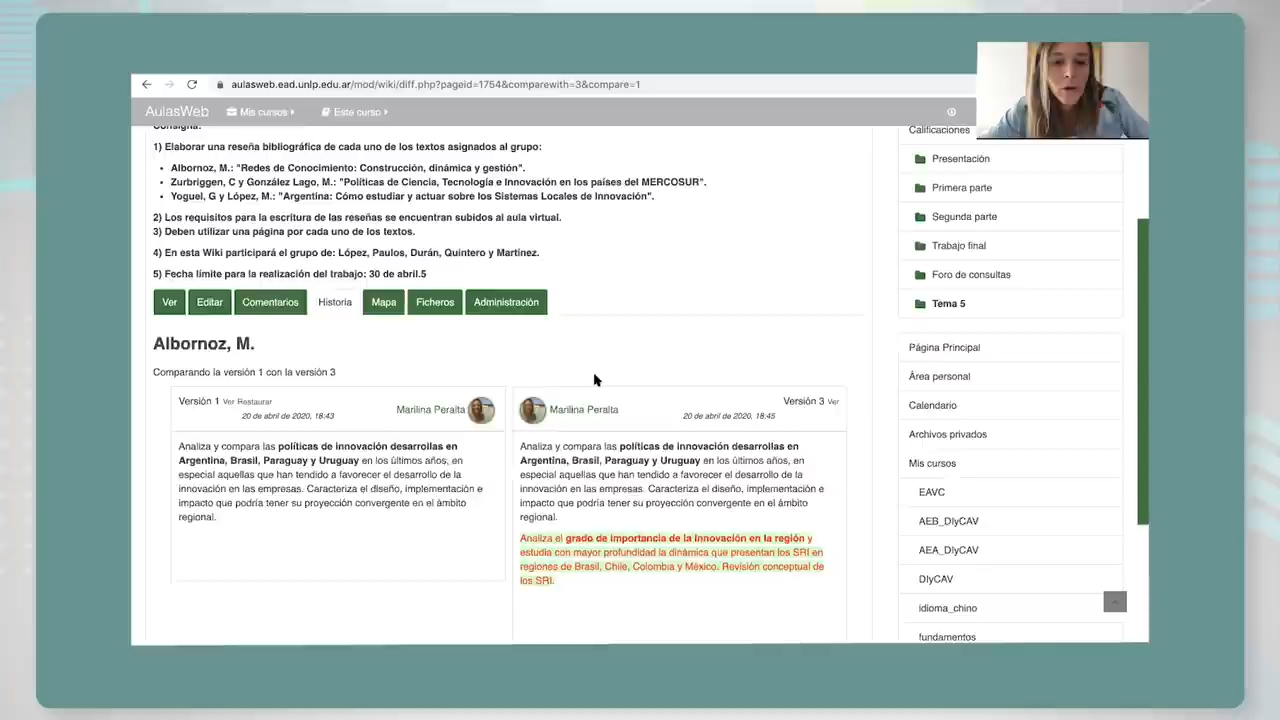 aulasweb.ead.unlp.edu.ar/mod/wiki/diff.php?pageid=1754&comparewith=3&compare=1
AulasWeb Mis cursos Este curso
Consigna:
1) Elaborar una reseña bibliográfica de cada uno de los textos asignados al grupo:
• Albornoz, M.: "Redes de Conocimiento: Construcción, dinámica y gestión".
• Zurbriggen, C y González Lago, M.: "Políticas de Ciencia, Tecnología e Innovación en los países del MERCOSUR".
• Yoguel, G y López, M.: "Argentina: Cómo estudiar y actuar sobre los Sistemas Locales de Innovación".
2) Los requisitos para la escritura de las reseñas se encuentran subidos al aula virtual.
3) Deben utilizar una página por cada uno de los textos.
4) En esta Wiki participará el grupo de: López, Paulos, Durán, Quintero y Martínez.
5) Fecha límite para la realización del trabajo: 30 de abril.5
Ver Editar Comentarios Historia Mapa Ficheros Administración
Albornoz, M.
Comparando la versión 1 con la versión 3
Versión 1 Ver Restaurar
20 de abril de 2020, 18:43
Marilina Peralta
Analiza y compara las políticas de innovación desarrollas en
Argentina, Brasil, Paraguay y Uruguay en los últimos años, en
especial aquellas que han tendido a favorecer el desarrollo de la
innovación en las empresas. Caracteriza el diseño, implementación e
impacto que podría tener su proyección convergente en el ámbito
regional.
Marilina Peralta
Versión 3 Ver
20 de abril de 2020, 18:45
Analiza y compara las políticas de innovación desarrollas en
Argentina, Brasil, Paraguay y Uruguay en los últimos años, en
especial aquellas que han tendido a favorecer el desarrollo de la
innovación en las empresas. Caracteriza el diseño, implementación e
impacto que podría tener su proyección convergente en el ámbito
regional.
Analiza el grado de importancia de la innovación en la región y
estudia con mayor profundidad la dinámica que presentan los SRI en
regiones de Brasil, Chile, Colombia y México. Revisión conceptual de
los SRI.
Calificaciones
Presentación
Primera parte
Segunda parte
Trabajo final
Foro de consultas
Tema 5
Página Principal
Área personal
Calendario
Archivos privados
Mis cursos
EAVC
AEB_DIyCAV
AEA_DIyCAV
DIyCAV
idioma_chino
fundamentos